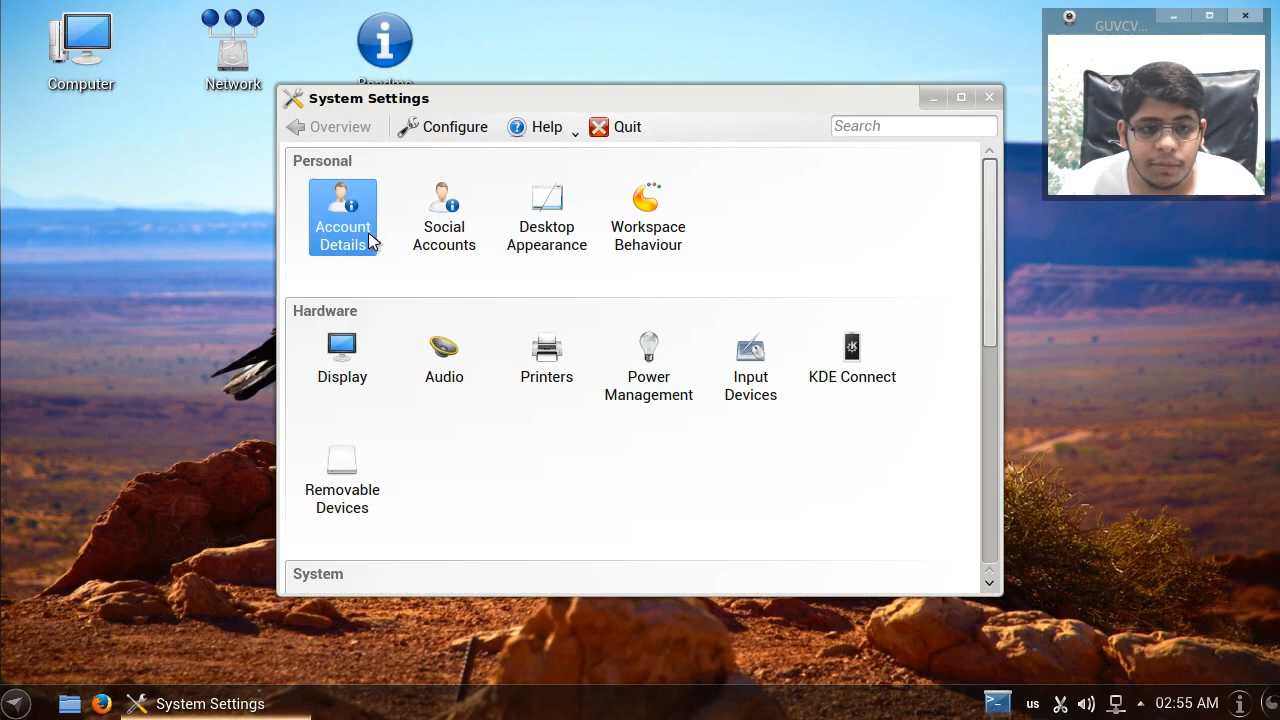 GUVCV...
Computer
Network
Readme
System Settings
Overview
Configure
Help
Quit
Search
Personal
Account
Details
Social
Accounts
Desktop
Appearance
Workspace
Behaviour
Hardware
Display
Audio
Printers
Power
Management
Input
Devices
KDE Connect
Removable
Devices
System
System Settings
us
02:55 AM